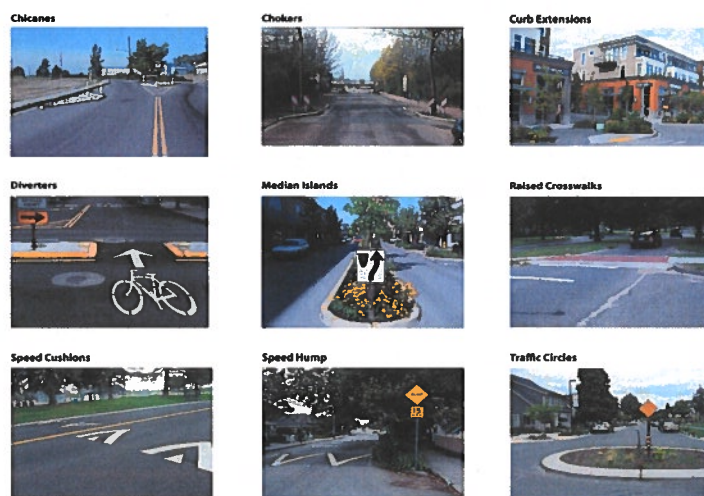 Chicanes
Chokers
Curb Extensions
Diverters
Median Islands
Raised Crosswalks
Speed Cushions
Speed Hump
Traffic Circles